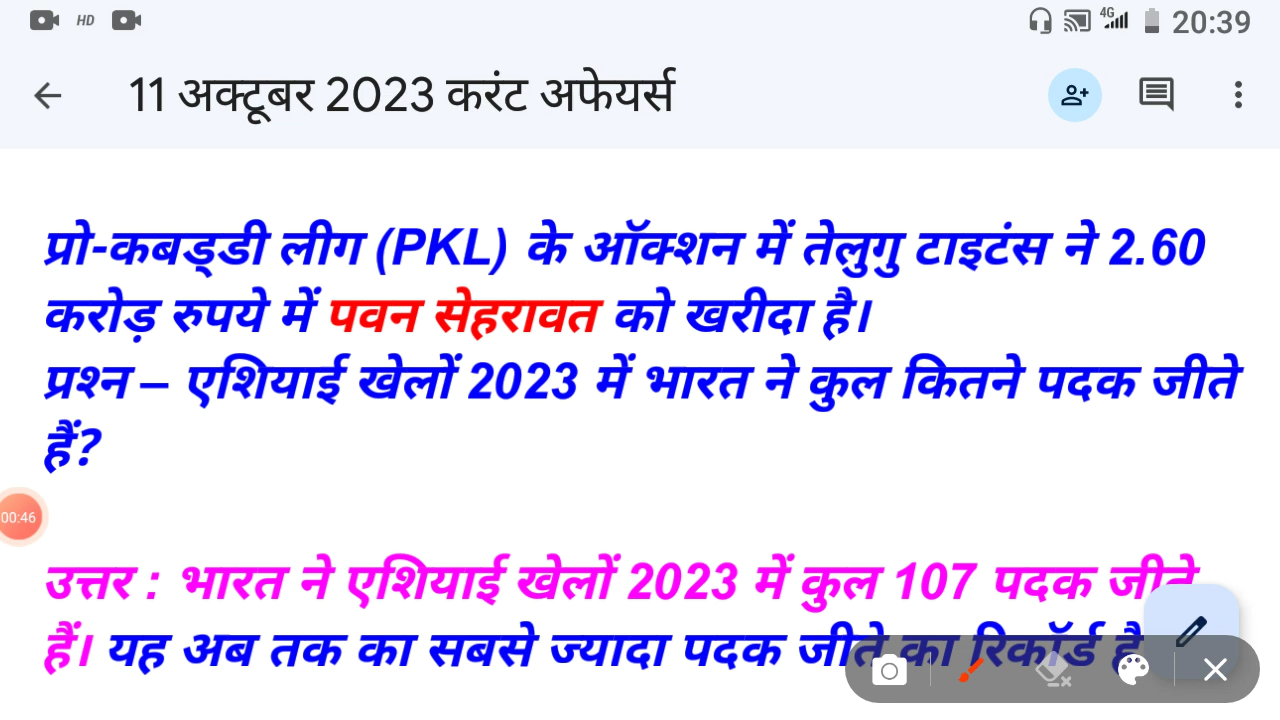 HD 4G 20:39
11 अक्टूबर 2023 करंट अफेयर्स
प्रो-कबड्डी लीग (PKL) के ऑक्शन में तेलुगु टाइटंस ने 2.60
करोड़ रुपये में पवन सेहरावत को खरीदा है।
प्रश्न – एशियाई खेलों 2023 में भारत ने कुल कितने पदक जीते
हैं?
00:46
उत्तर : भारत ने एशियाई खेलों 2023 में कुल 107 पदक जीते
हैं। यह अब तक का सबसे ज्यादा पदक जीते का रिकॉर्ड है